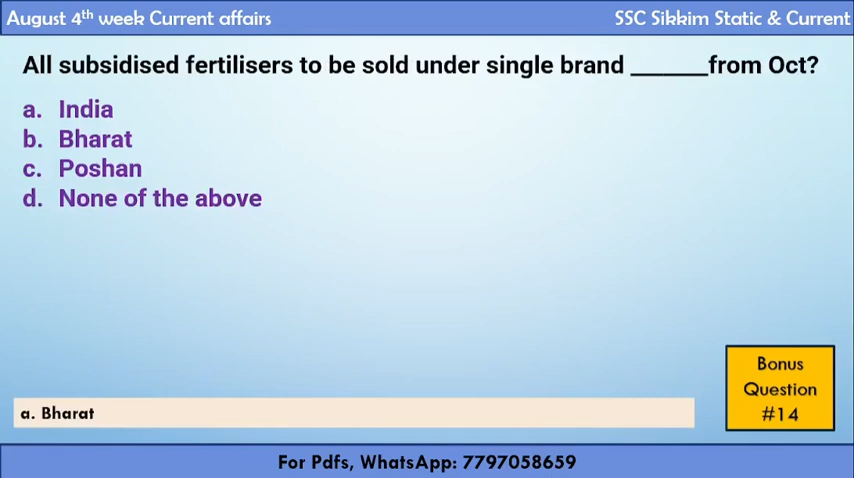 August 4th week Current affairs
SSC Sikkim Static & Current
All subsidised fertilisers to be sold under single brand ______from Oct?
a. India
b. Bharat
c. Poshan
d. None of the above
Bonus
Question
#14
a. Bharat
For Pdfs, WhatsApp: 7797058659